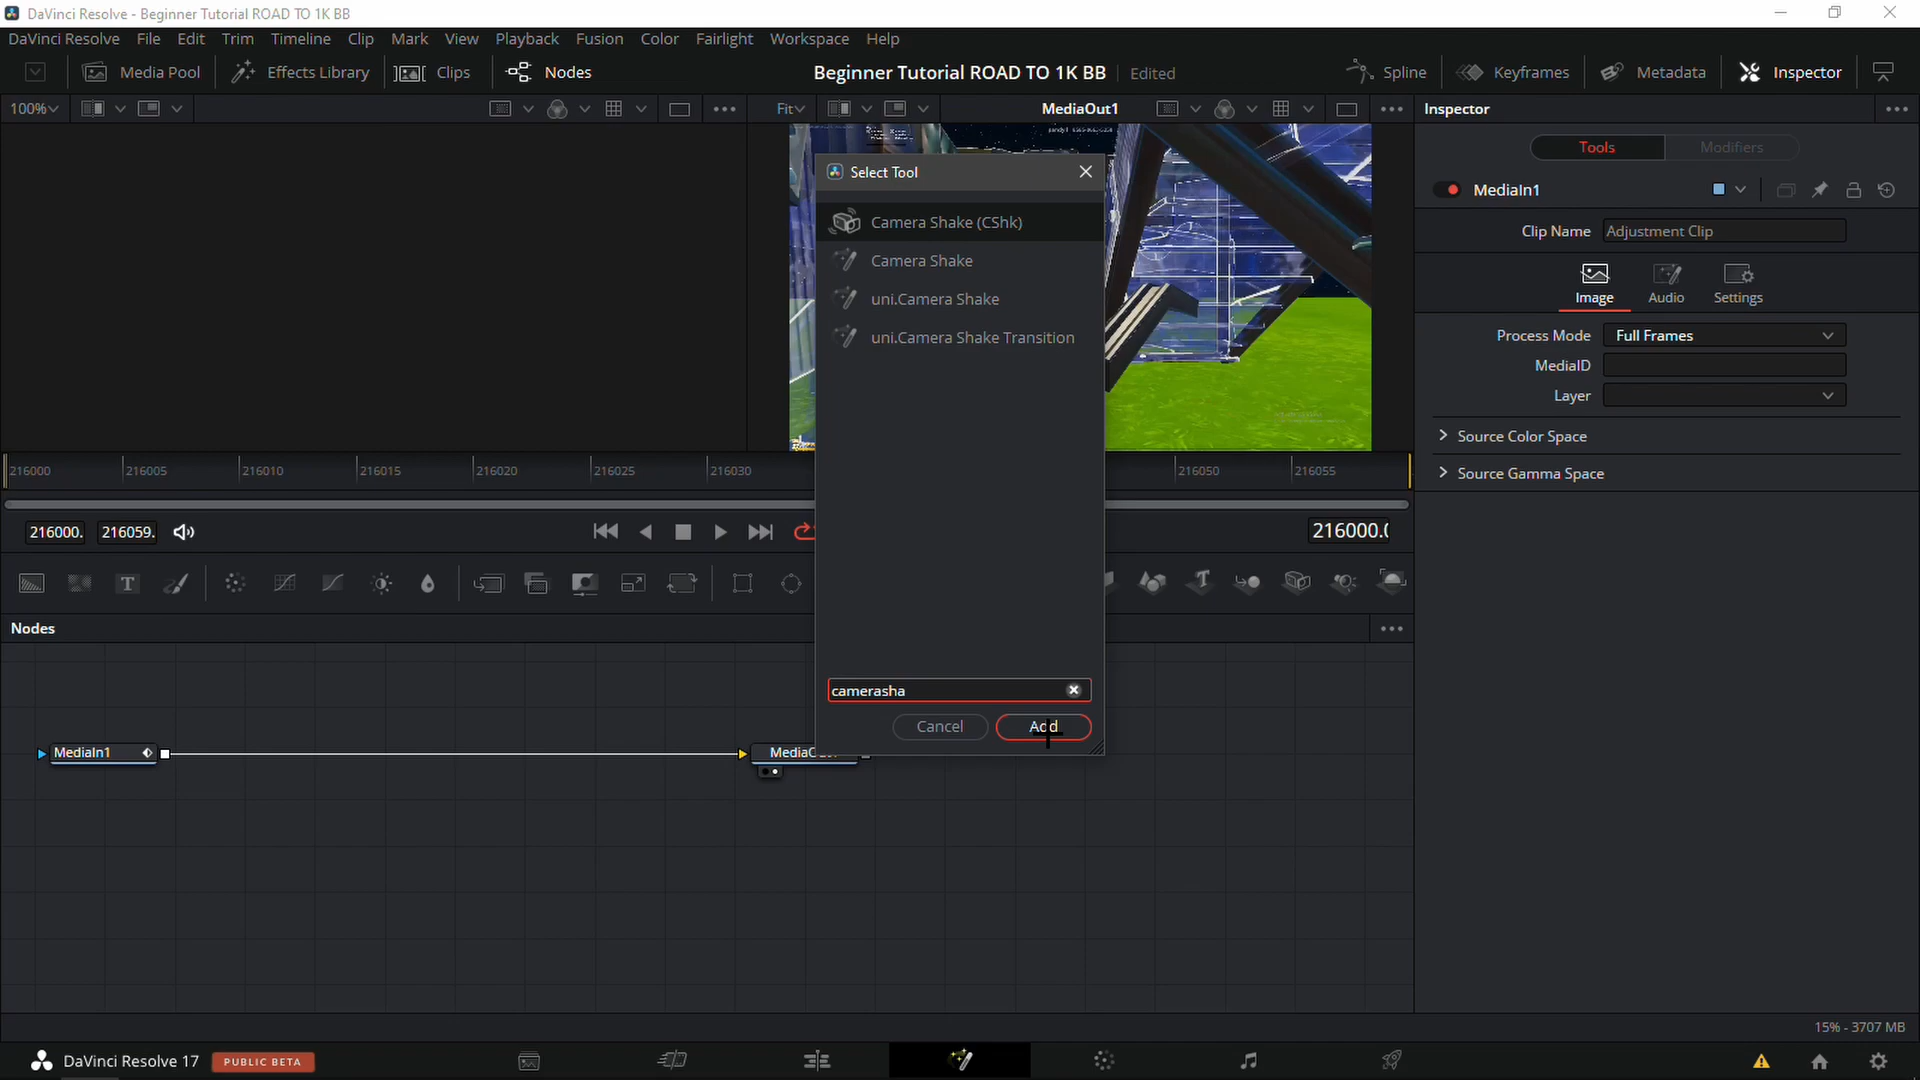 DaVinci Resolve - Beginner Tutorial ROAD TO 1K BB
DaVinci Resolve File Edit Trim Timeline Clip Mark View Playback Fusion Color Fairlight Workspace Help
Media Pool Effects Library Clips Nodes Beginner Tutorial ROAD TO 1K BB Edited Spline Keyframes Metadata Inspector
100% Fit MediaOut1 Inspector
Select Tool
Camera Shake (CShk)
Camera Shake
uni.Camera Shake
uni.Camera Shake Transition
camerasha
Cancel Add
Tools Modifiers
MediaIn1
Clip Name Adjustment Clip
Image Audio Settings
Process Mode Full Frames
MediaID
Layer
Source Color Space
Source Gamma Space
216000 216005 216010 216015 216020 216025 216030 216050 216055
216000. 216059. 216000.0
T
Nodes
MediaIn1
15% - 3707 MB
DaVinci Resolve 17 PUBLIC BETA